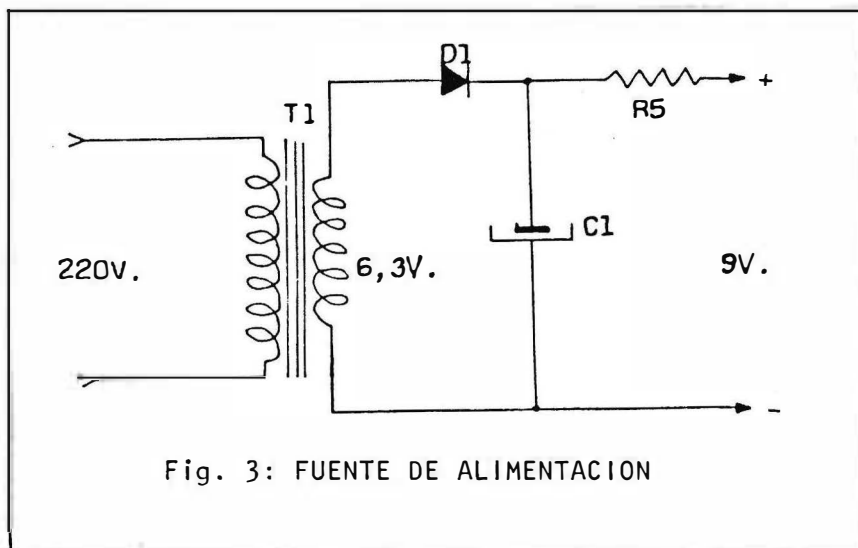 D1
+
T1
R5
C1
220V.
6,3V.
9V.
-
Fig. 3: FUENTE DE ALIMENTACION